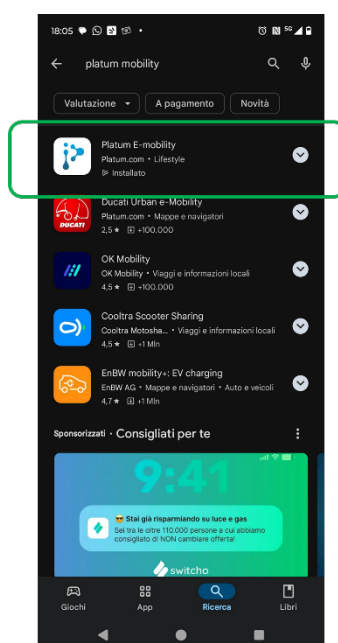 18:05
5G
platum mobility
Valutazione
A pagamento
Novità
Platum E-mobility
Platum.com • Lifestyle
Installato
DUCATI
Ducati Urban e-Mobility
Platum.com • Mappe e navigatori
2,5 ★ +100.000
OK Mobility
OK Mobility • Viaggi e informazioni locali
4,5 ★ +100.000
Cooltra Scooter Sharing
Cooltra Motosha... • Viaggi e informazioni locali
4,5 ★ +1 Mln
EnBW mobility+: EV charging
EnBW AG • Mappe e navigatori • Auto e veicoli
4,7 ★ +1 Mln
Sponsorizzati • Consigliati per te
9:41
Stai già risparmiando su luce e gas
Sei tra le oltre 110.000 persone a cui abbiamo
consigliato di NON cambiare offerta!
switcho
Giochi
App
Ricerca
Libri